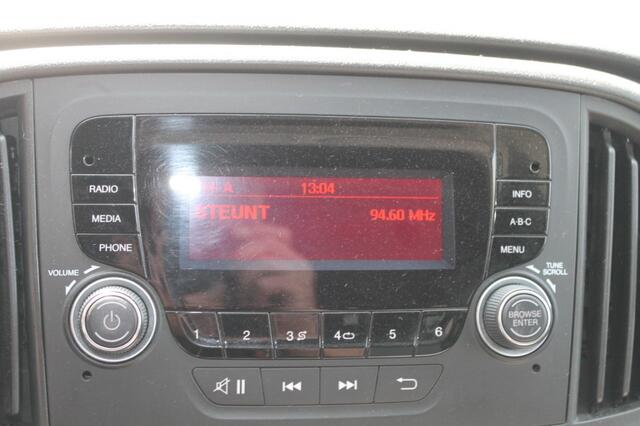 A 13:04
STEUNT 94.60 MHz
RADIO
INFO
MEDIA
A·B·C
PHONE
MENU
VOLUME
TUNE
SCROLL
BROWSE
ENTER
1 2 3 4 5 6